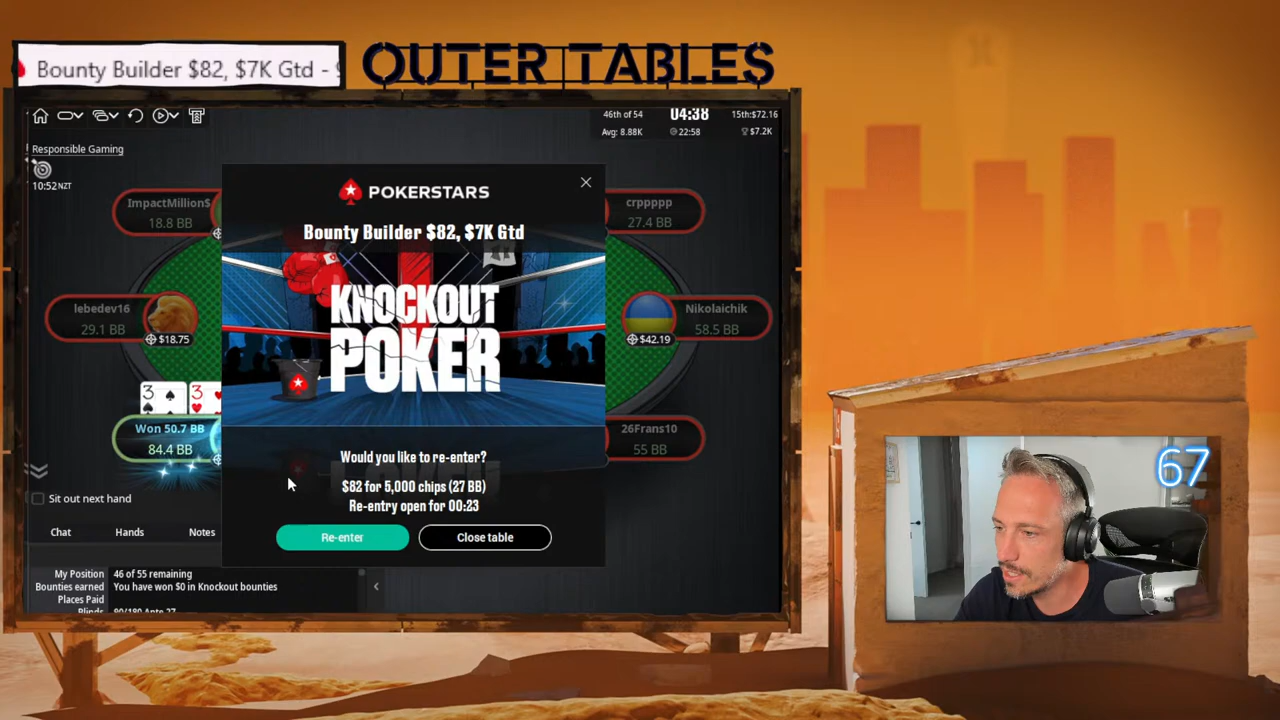 Bounty Builder $82, $7K Gtd -
OUTER TABLES
46th of 54
04:38
15th:$72.16
Avg: 8.88K
22:58
$7.2K
Responsible Gaming
10:52 NZT
ImpactMillion$
18.8 BB
crppppp
27.4 BB
lebedev16
29.1 BB
$18.75
Nikolaichik
58.5 BB
$42.19
3 3
Won 50.7 BB
84.4 BB
26Frans10
55 BB
POKERSTARS
Bounty Builder $82, $7K Gtd
KNOCKOUT
POKER
Would you like to re-enter?
$82 for 5,000 chips (27 BB)
Re-entry open for 00:23
Re-enter
Close table
Sit out next hand
Chat
Hands
Notes
My Position
46 of 55 remaining
Bounties earned
You have won $0 in Knockout bounties
Places Paid
67